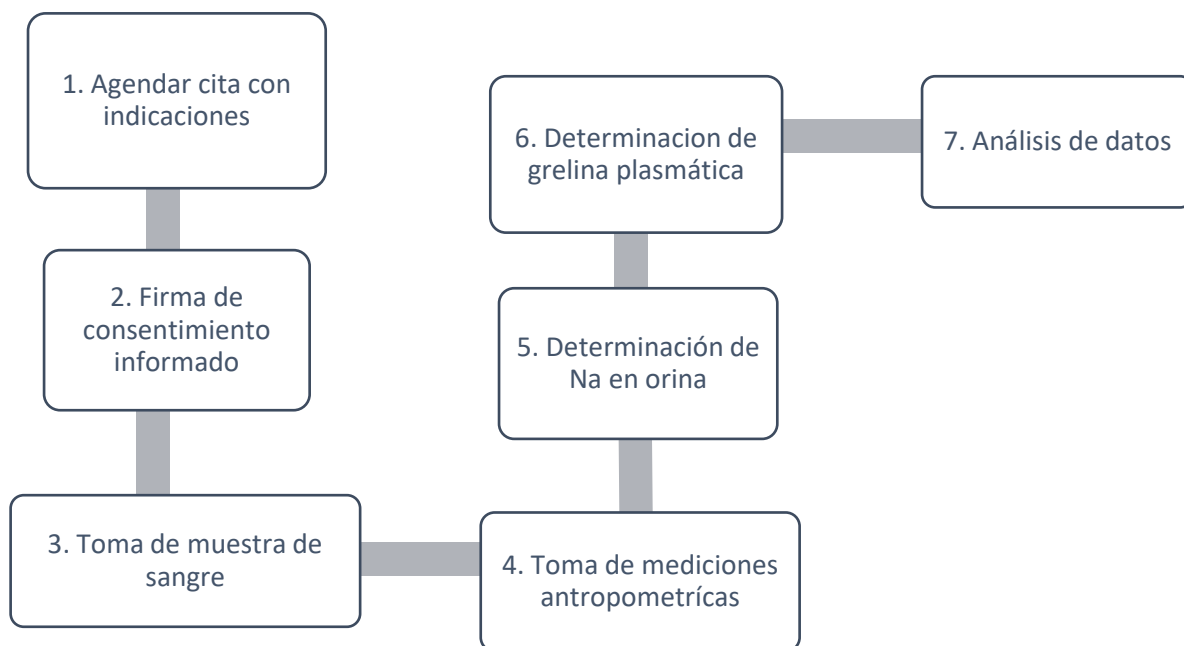 1. Agendar cita con
indicaciones
2. Firma de
consentimiento
informado
3. Toma de muestra de
sangre
4. Toma de mediciones
antropometrícas
5. Determinación de
Na en orina
6. Determinacion de
grelina plasmática
7. Análisis de datos